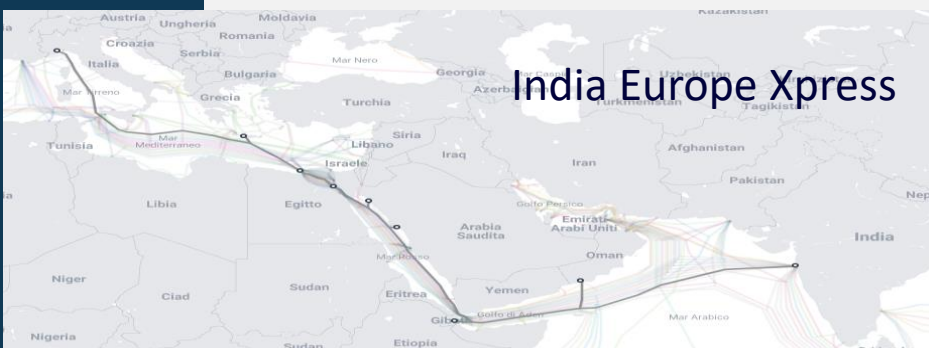 India Europe Xpress
Austria
Ungheria
Moldavia
Kazakistan
Croazia
Romania
Serbia
Italia
Bulgaria
Mar Nero
Georgia
Mar Tirreno
Grecia
Turchia
Turkmenistan
Tagikistan
Tunisia
Mar
Mediterraneo
Siria
Libano
Israele
Iraq
Iran
Afghanistan
Pakistan
Libia
Egitto
Golfo Persico
Emirati
Arabi Uniti
Nep
Arabia
Saudita
India
Oman
Mar Rosso
Niger
Ciad
Sudan
Eritrea
Yemen
Golfo di Aden
Mar Arabico
Nigeria
Sudan
Etiopia